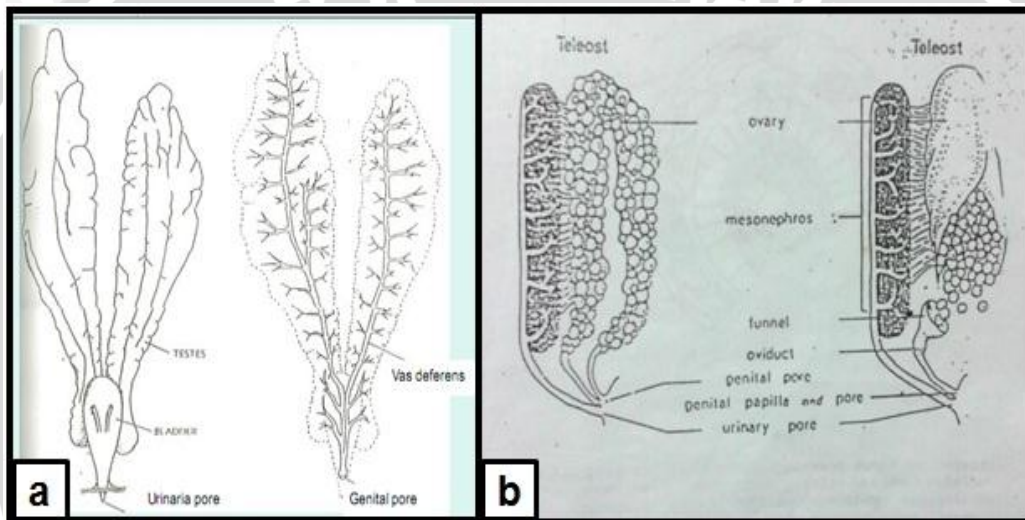 TESTES
Vas deferens
BLADDER
Urinaria pore
Genital pore
a
Teleost
Teleost
ovary
mesonephros
funnel
oviduct
genital pore
genital papilla and pore
urinary pore
b